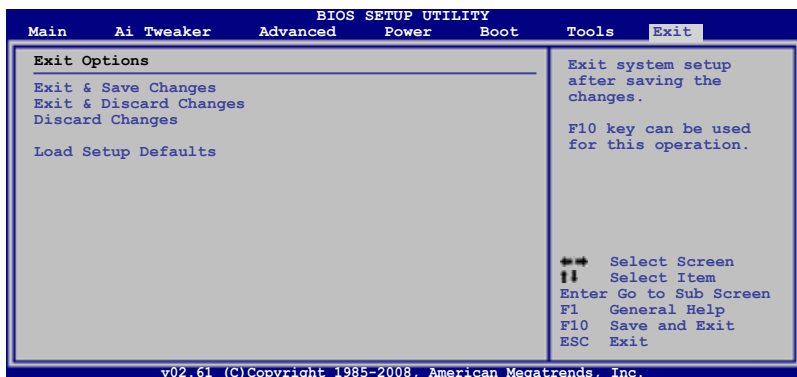 BIOS SETUP UTILITY
Main Ai Tweaker Advanced Power Boot Tools Exit
Exit Options
Exit & Save Changes
Exit & Discard Changes
Discard Changes
Load Setup Defaults
Exit system setup
after saving the
changes.
F10 key can be used
for this operation.
Select Screen
Select Item
Enter Go to Sub Screen
F1 General Help
F10 Save and Exit
ESC Exit
v02.61 (C)Copyright 1985-2008, American Megatrends, Inc.